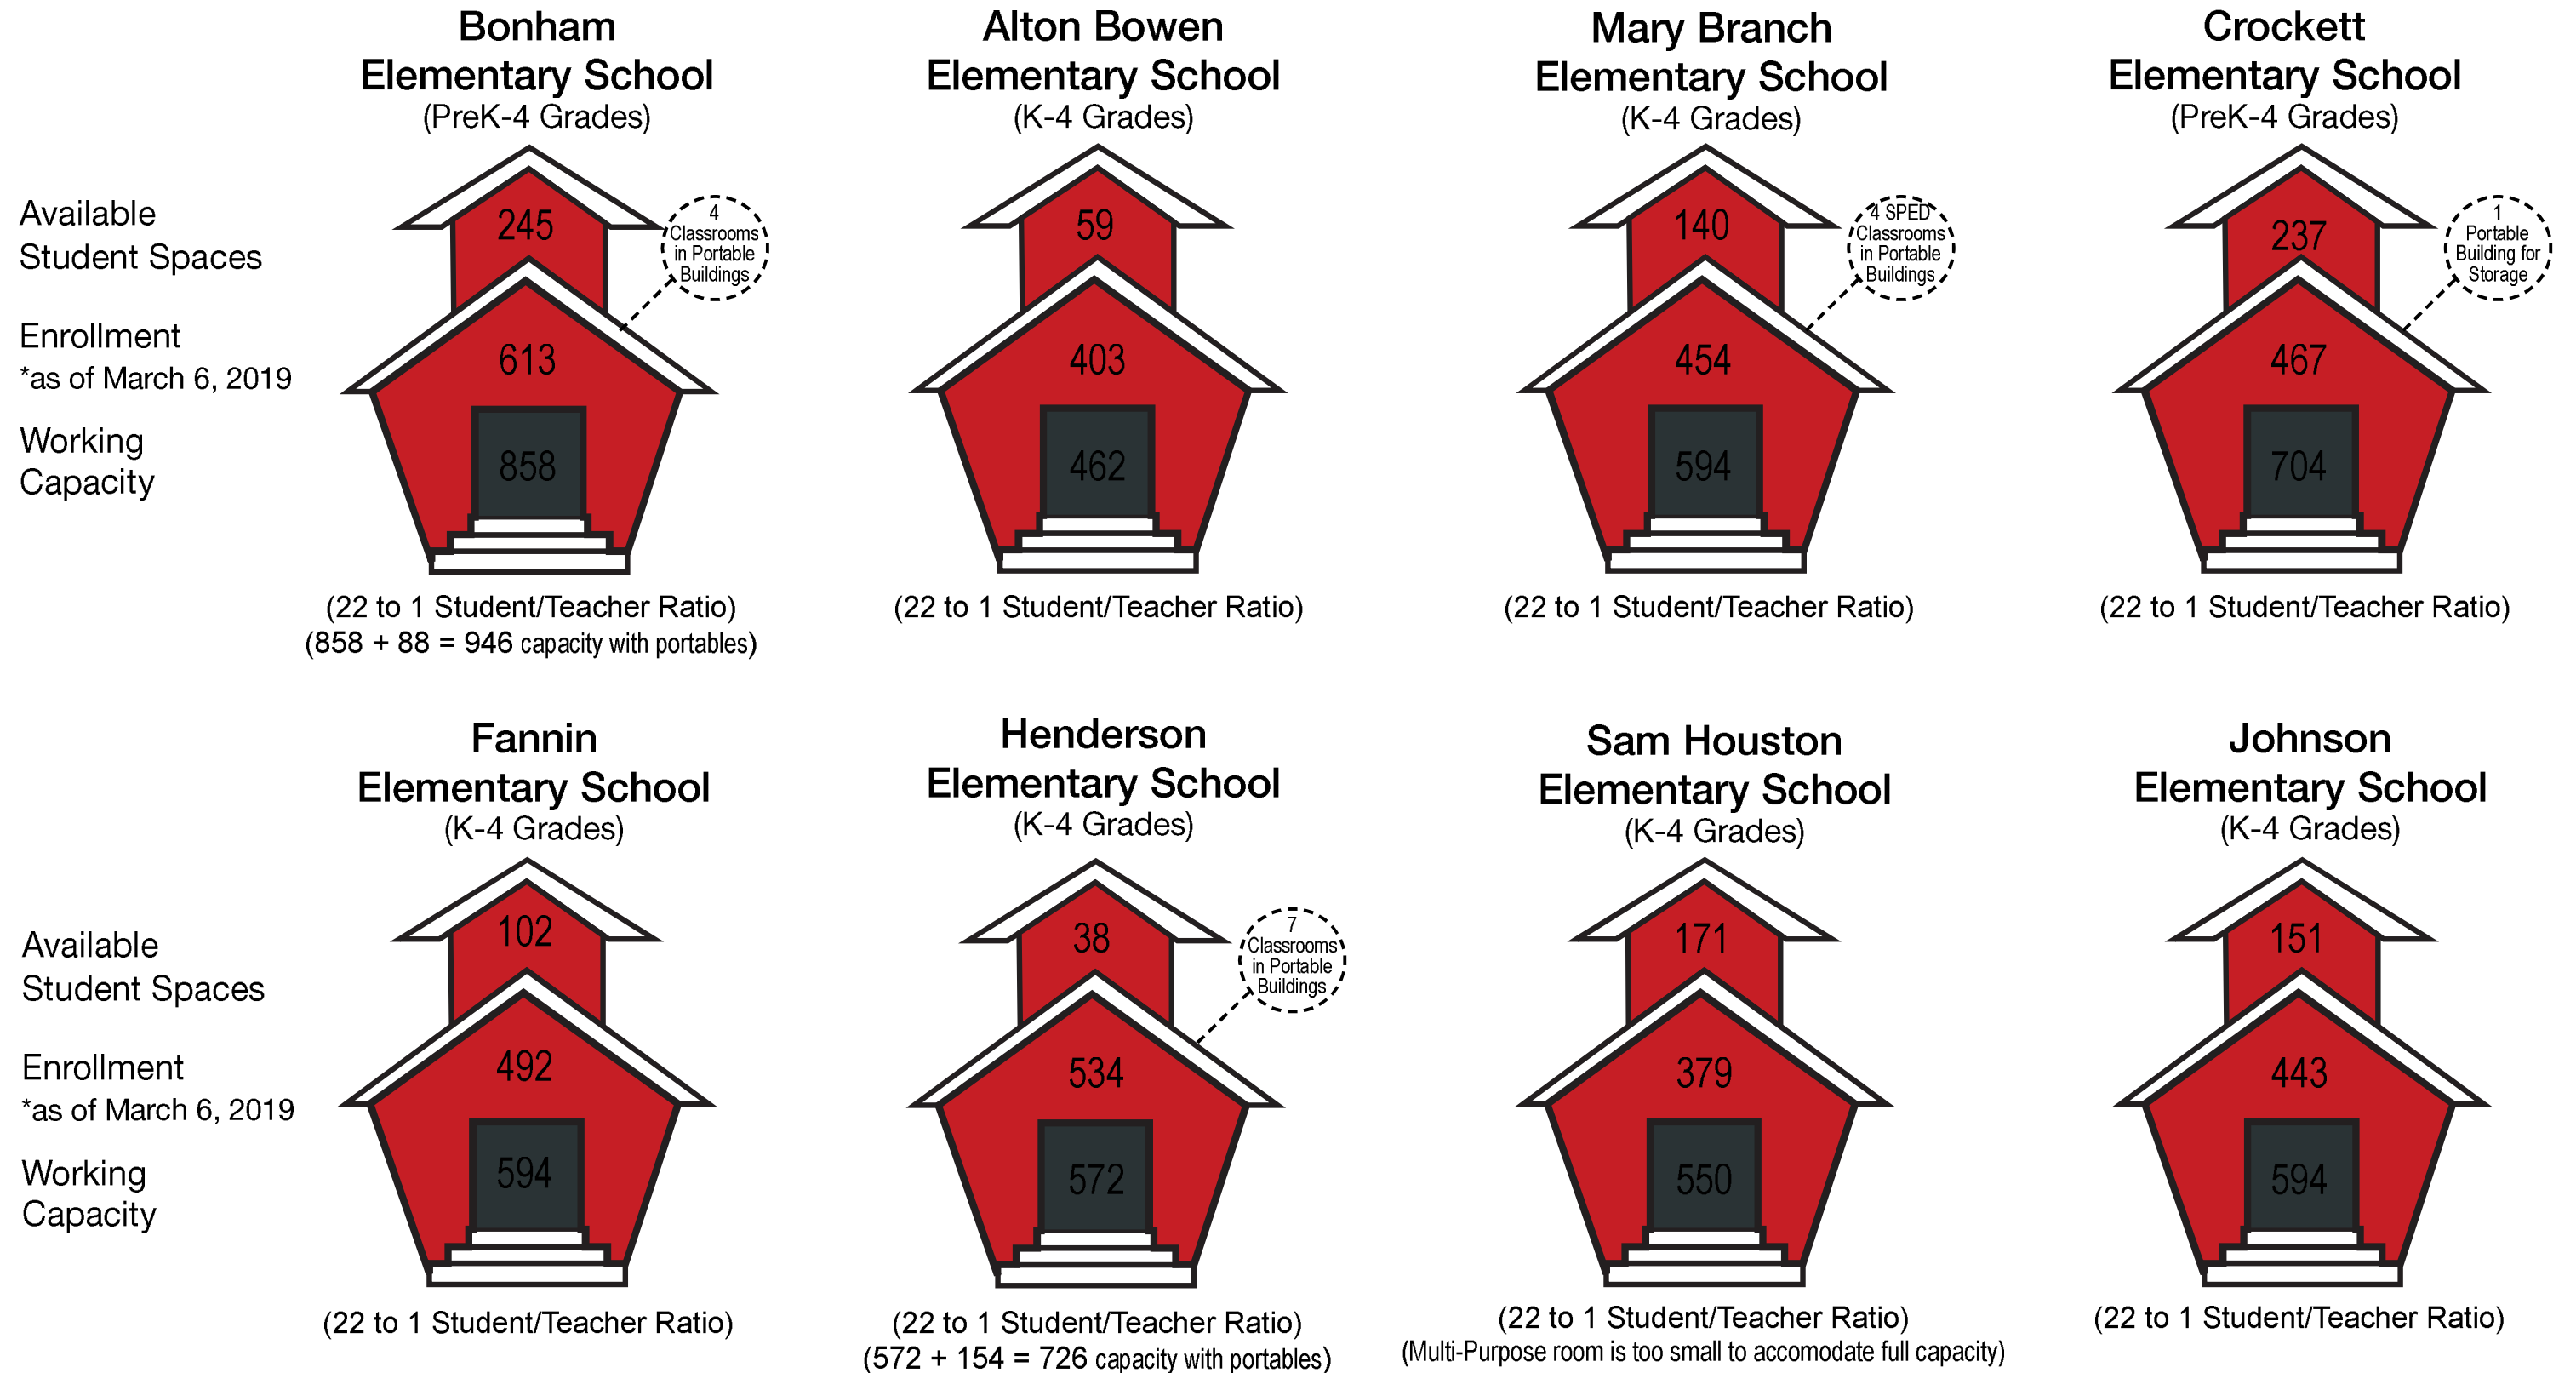 Bonham
Elementary School
(PreK-4 Grades)
Alton Bowen
Elementary School
(K-4 Grades)
Mary Branch
Elementary School
(K-4 Grades)
Crockett
Elementary School
(PreK-4 Grades)
Available
Student Spaces
245
4
Classrooms
in Portable
Buildings
59
140
4 SPED
Classrooms
in Portable
Buildings
237
1
Portable
Building for
Storage
Enrollment
*as of March 6, 2019
613
403
454
467
Working
Capacity
858
462
594
704
(22 to 1 Student/Teacher Ratio)
(858 + 88 = 946 capacity with portables)
(22 to 1 Student/Teacher Ratio)
(22 to 1 Student/Teacher Ratio)
(22 to 1 Student/Teacher Ratio)
Fannin
Elementary School
(K-4 Grades)
Henderson
Elementary School
(K-4 Grades)
Sam Houston
Elementary School
(K-4 Grades)
Johnson
Elementary School
(K-4 Grades)
Available
Student Spaces
102
38
7
Classrooms
in Portable
Buildings
171
151
Enrollment
*as of March 6, 2019
492
534
379
443
Working
Capacity
594
572
550
594
(22 to 1 Student/Teacher Ratio)
(22 to 1 Student/Teacher Ratio)
(572 + 154 = 726 capacity with portables)
(22 to 1 Student/Teacher Ratio)
(Multi-Purpose room is too small to accomodate full capacity)
(22 to 1 Student/Teacher Ratio)